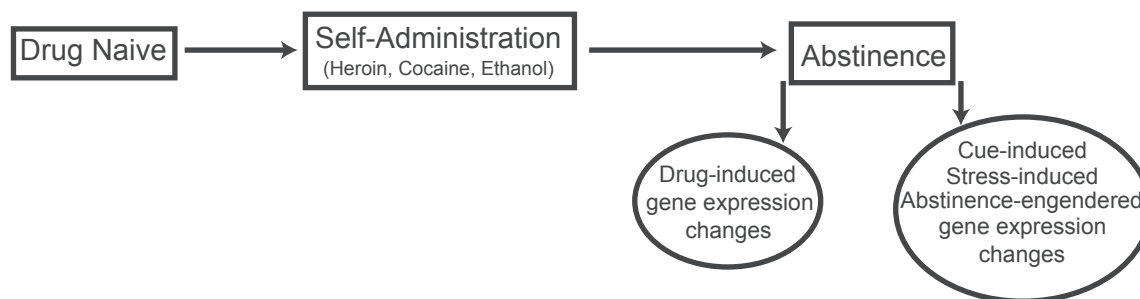 Drug Naive
Self-Administration
(Heroin, Cocaine, Ethanol)
Abstinence
Drug-induced
gene expression
changes
Cue-induced
Stress-induced
Abstinence-engendered
gene expression
changes